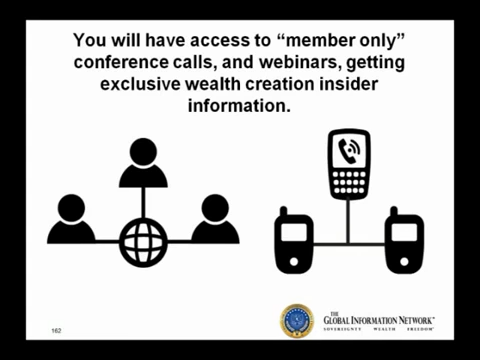 You will have access to “member only”
conference calls, and webinars, getting
exclusive wealth creation insider
information.
162
THE
GLOBAL INFORMATION NETWORK™
SOVEREIGNTY WEALTH FREEDOM